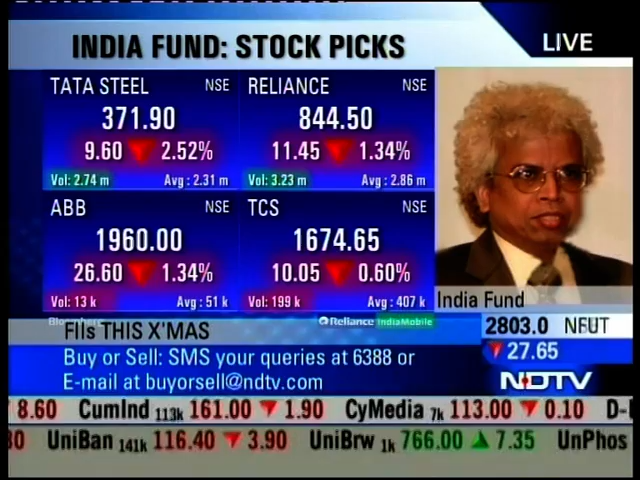 INDIA FUND: STOCK PICKS
LIVE
TATA STEEL NSE
371.90
9.60 ▼ 2.52%
Vol: 2.74 m Avg : 2.31 m
RELIANCE NSE
844.50
11.45 ▼ 1.34%
Vol: 3.23 m Avg : 2.86 m
ABB NSE
1960.00
26.60 ▼ 1.34%
Vol: 13 k Avg : 51 k
TCS NSE
1674.65
10.05 ▼ 0.60%
Vol: 199 k Avg : 407 k
India Fund
Reliance IndiaMobile
FIIs THIS X'MAS
Buy or Sell: SMS your queries at 6388 or
E-mail at buyorsell@ndtv.com
2803.0
▼ 27.65
NDTV
8.60 CumInd 113k 161.00 ▼ 1.90 CyMedia 7k 113.00 ▼ 0.10 D-
30 UniBan 141k 116.40 ▼ 3.90 UniBrw 1k 766.00 ▲ 7.35 UnPhos